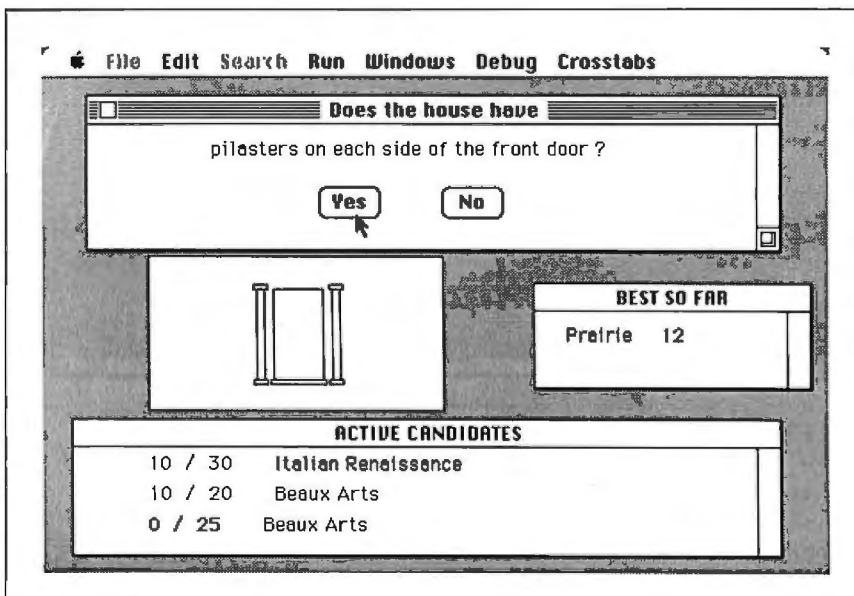 File Edit Search Run Windows Debug Crosstabs
Does the house have
pilasters on each side of the front door ?
Yes No
BEST SO FAR
Prairie 12
ACTIVE CANDIDATES
10 / 30 Italian Renaissance
10 / 20 Beaux Arts
0 / 25 Beaux Arts